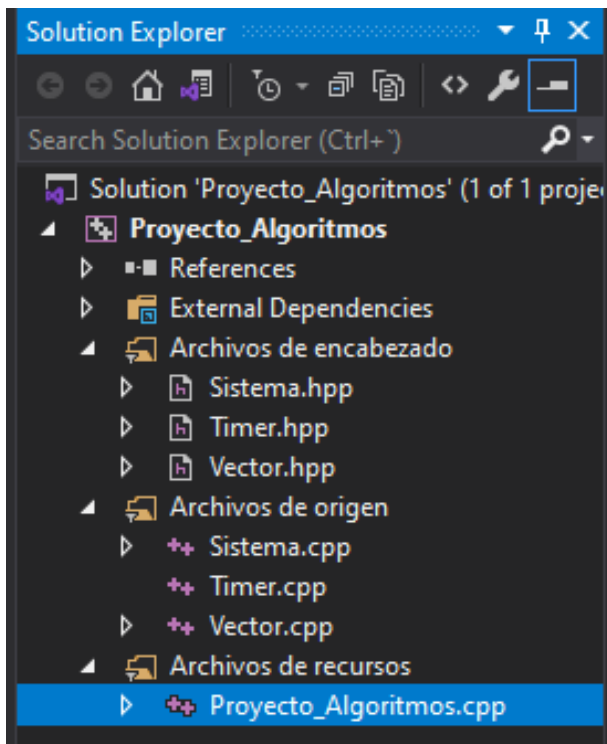 Solution Explorer
Search Solution Explorer (Ctrl+`)
Solution 'Proyecto_Algoritmos' (1 of 1 proje
Proyecto_Algoritmos
References
External Dependencies
Archivos de encabezado
Sistema.hpp
Timer.hpp
Vector.hpp
Archivos de origen
Sistema.cpp
Timer.cpp
Vector.cpp
Archivos de recursos
Proyecto_Algoritmos.cpp